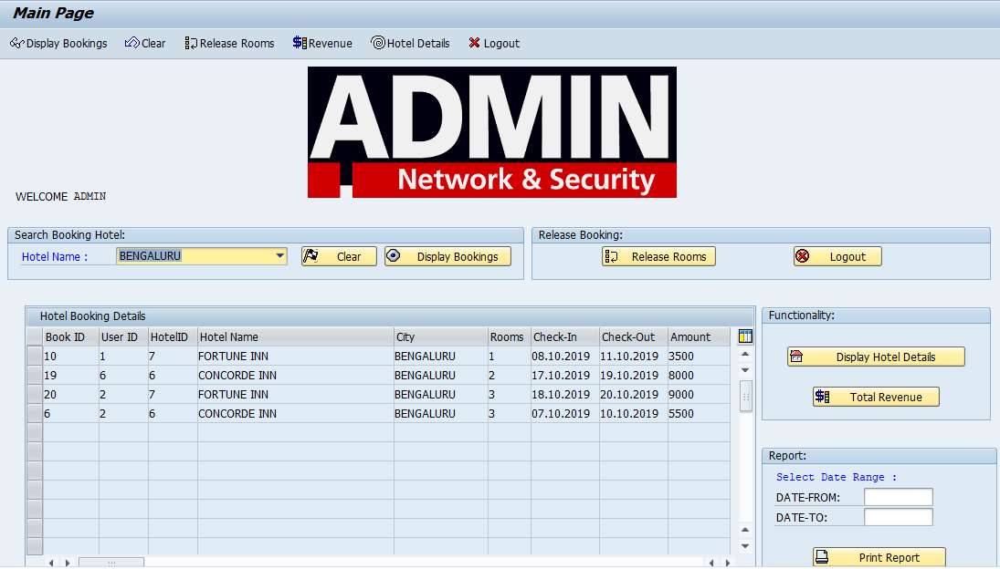 Main Page
Display Bookings Clear Release Rooms Revenue Hotel Details Logout
ADMIN
Network & Security
WELCOME ADMIN
Search Booking Hotel:
Hotel Name : BENGALURU Clear Display Bookings
Release Booking:
Release Rooms Logout
Hotel Booking Details
Book ID User ID HotelID Hotel Name City Rooms Check-In Check-Out Amount
10 1 7 FORTUNE INN BENGALURU 1 08.10.2019 11.10.2019 3500
19 6 6 CONCORDE INN BENGALURU 2 17.10.2019 19.10.2019 8000
20 2 7 FORTUNE INN BENGALURU 3 18.10.2019 20.10.2019 9000
6 2 6 CONCORDE INN BENGALURU 3 07.10.2019 10.10.2019 5500
Functionality:
Display Hotel Details
Total Revenue
Report:
Select Date Range :
DATE-FROM:
DATE-TO:
Print Report